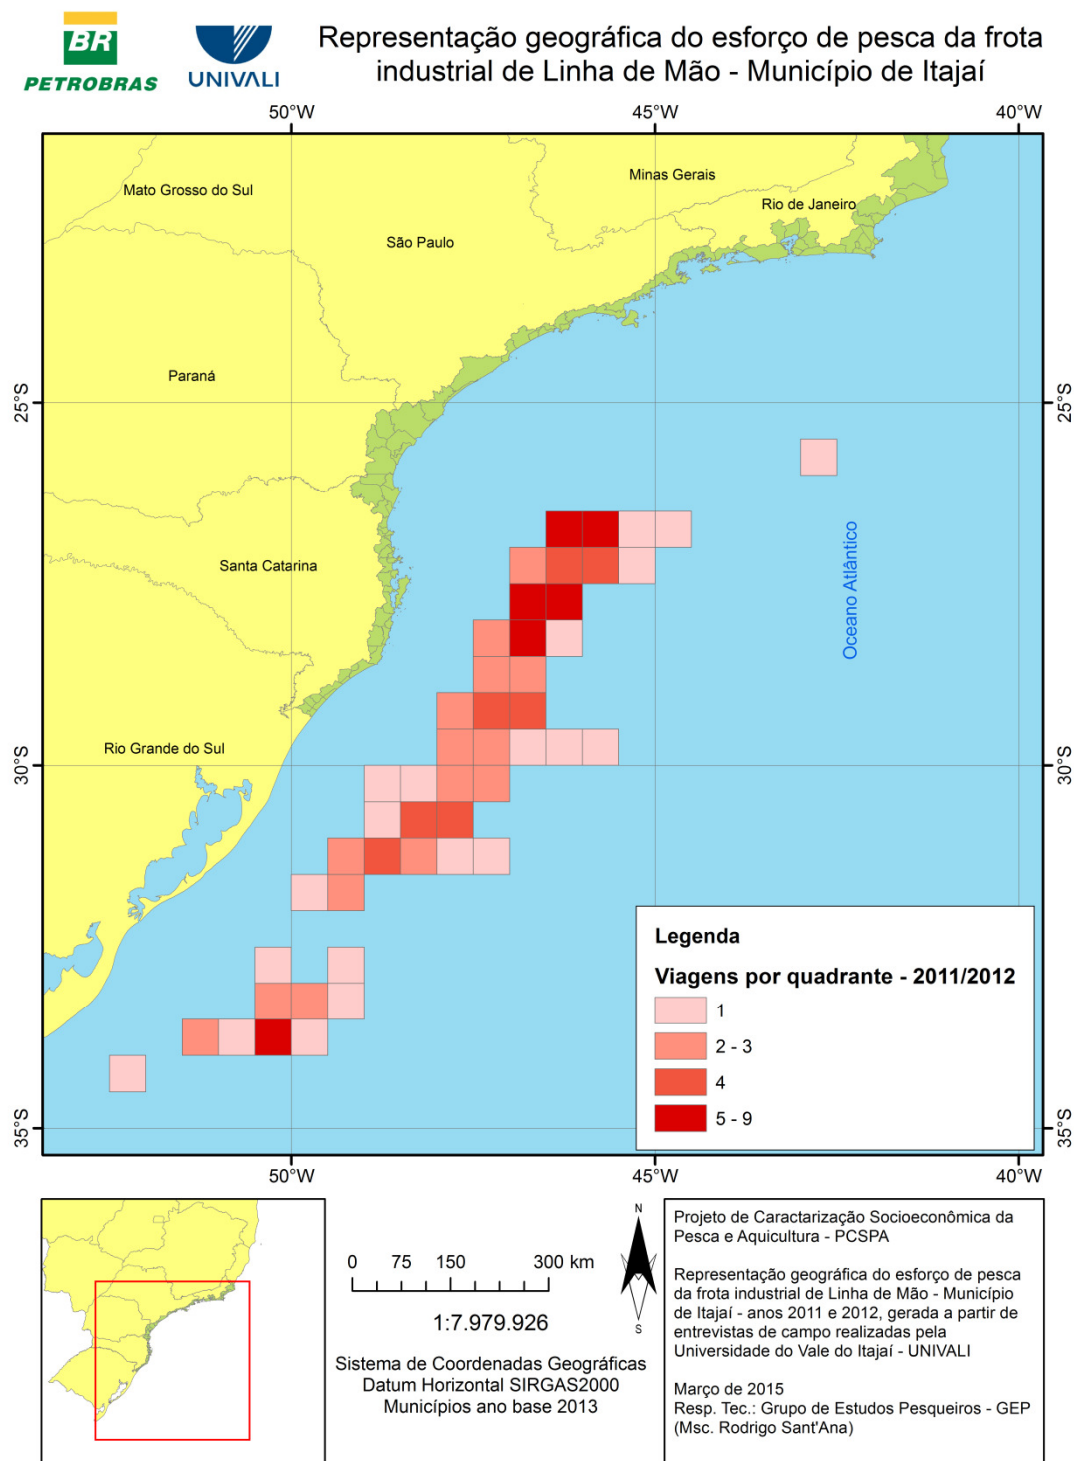 BR
PETROBRAS
UNIVALI
Representação geográfica do esforço de pesca da frota
industrial de Linha de Mão - Município de Itajaí
50°W
45°W
40°W
Mato Grosso do Sul
Minas Gerais
Rio de Janeiro
São Paulo
Paraná
25°S
25°S
Oceano Atlântico
Santa Catarina
Rio Grande do Sul
30°S
30°S
Legenda
Viagens por quadrante - 2011/2012
1
2 - 3
4
5 - 9
35°S
35°S
50°W
45°W
40°W
0 75 150 300 km
1:7.979.926
Sistema de Coordenadas Geográficas
Datum Horizontal SIRGAS2000
Municípios ano base 2013
N
S
Projeto de Caractarização Socioeconômica da
Pesca e Aquicultura - PCSPA
Representação geográfica do esforço de pesca
da frota industrial de Linha de Mão - Município
de Itajaí - anos 2011 e 2012, gerada a partir de
entrevistas de campo realizadas pela
Universidade do Vale do Itajaí - UNIVALI
Março de 2015
Resp. Tec.: Grupo de Estudos Pesqueiros - GEP
(Msc. Rodrigo Sant'Ana)